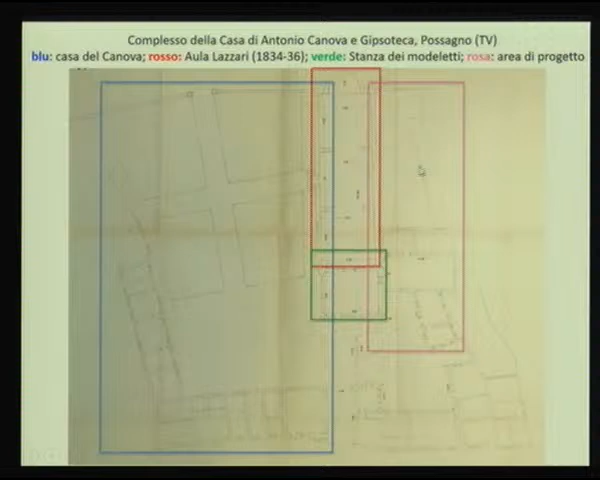 Complesso della Casa di Antonio Canova e Gipsoteca, Possagno (TV)
blu: casa del Canova; rosso: Aula Lazzari (1834-36); verde: Stanza dei modeletti; rosa: area di progetto